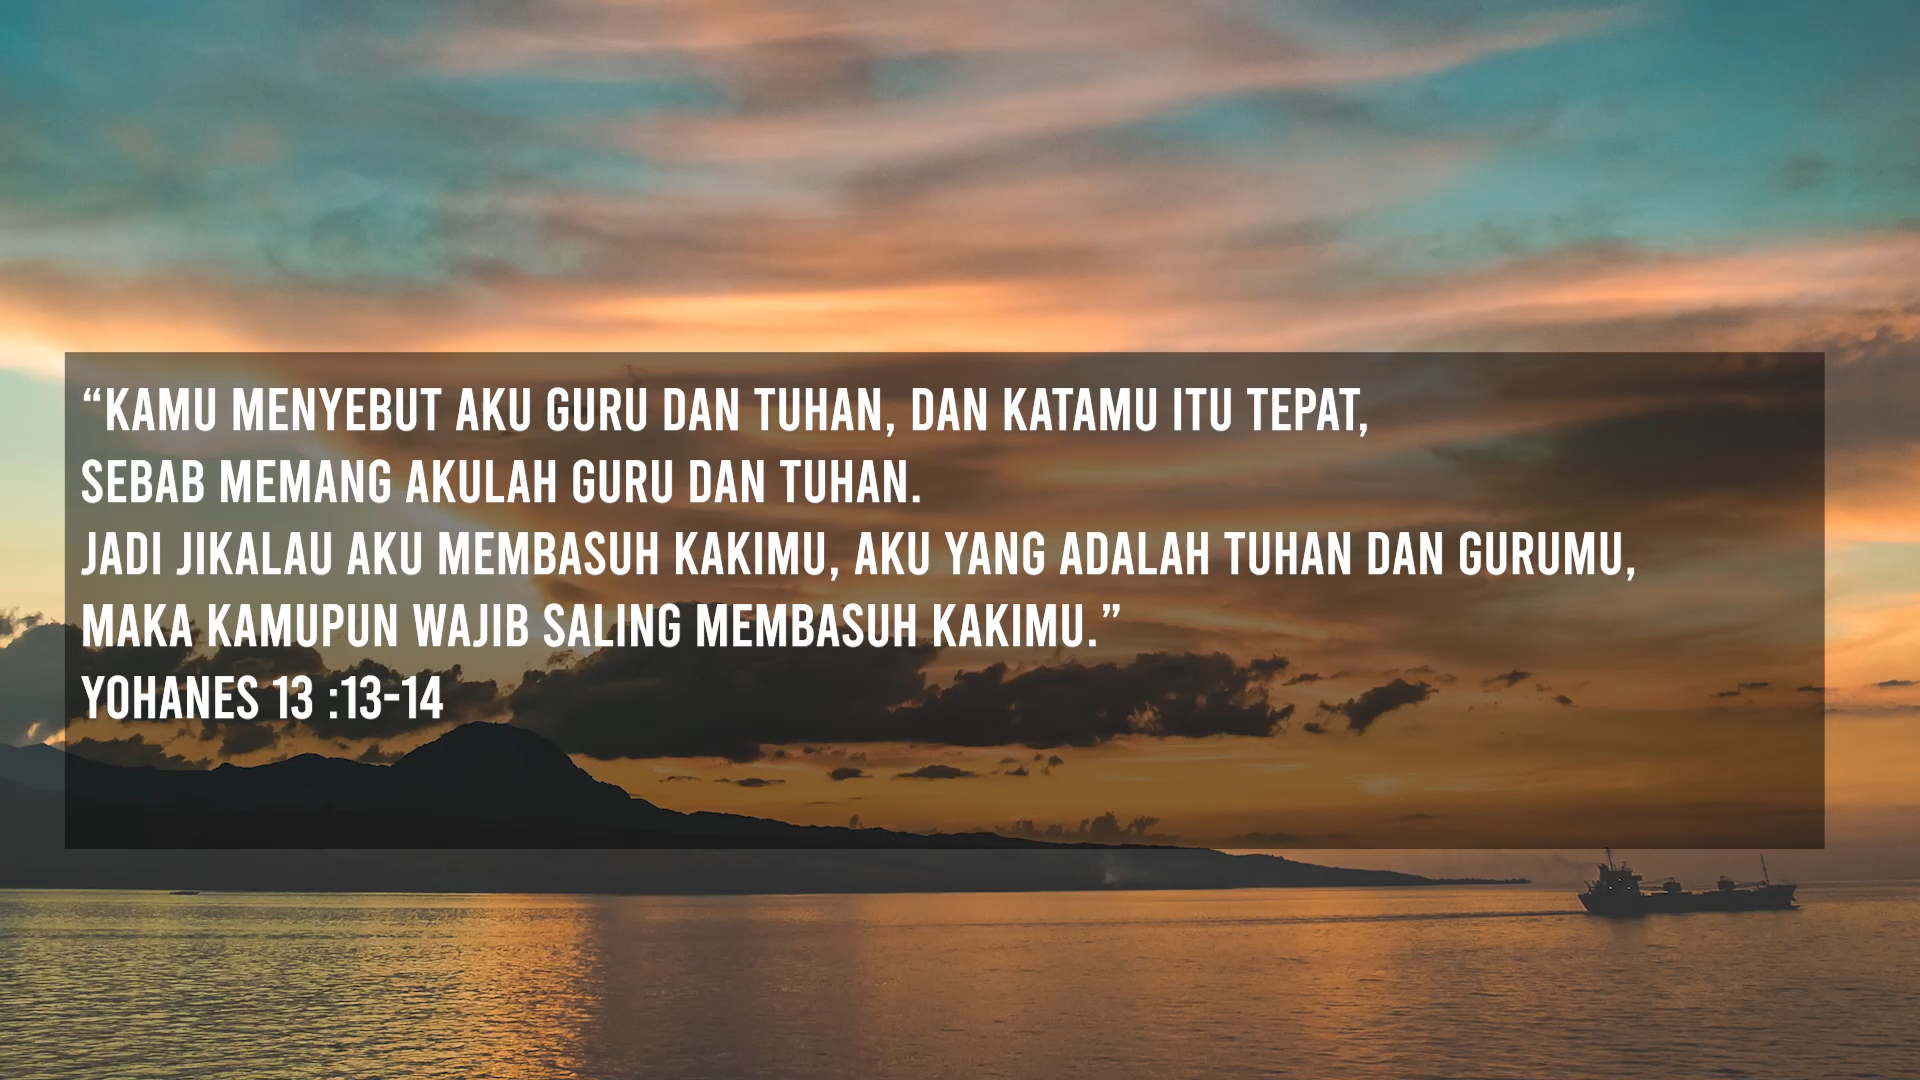 “KAMU MENYEBUT AKU GURU DAN TUHAN, DAN KATAMU ITU TEPAT,
SEBAB MEMANG AKULAH GURU DAN TUHAN.
JADI JIKALAU AKU MEMBASUH KAKIMU, AKU YANG ADALAH TUHAN DAN GURUMU,
MAKA KAMUPUN WAJIB SALING MEMBASUH KAKIMU.”
YOHANES 13 :13-14